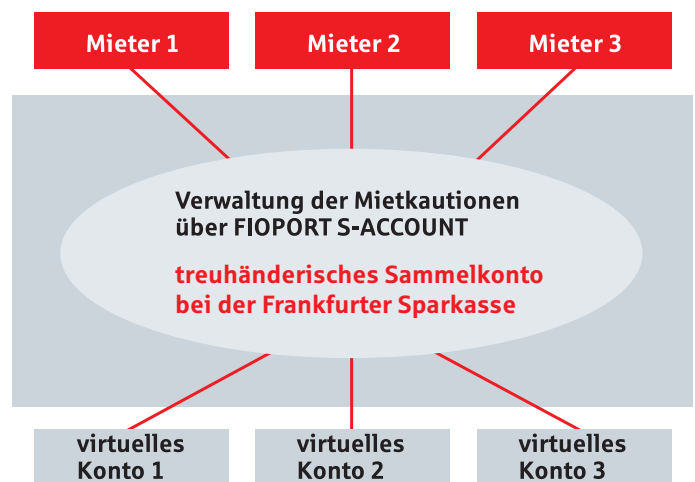 Mieter 1
Mieter 2
Mieter 3
Verwaltung der Mietkautionen
über FIOPORT S-ACCOUNT
treuhänderisches Sammelkonto
bei der Frankfurter Sparkasse
virtuelles
Konto 1
virtuelles
Konto 2
virtuelles
Konto 3